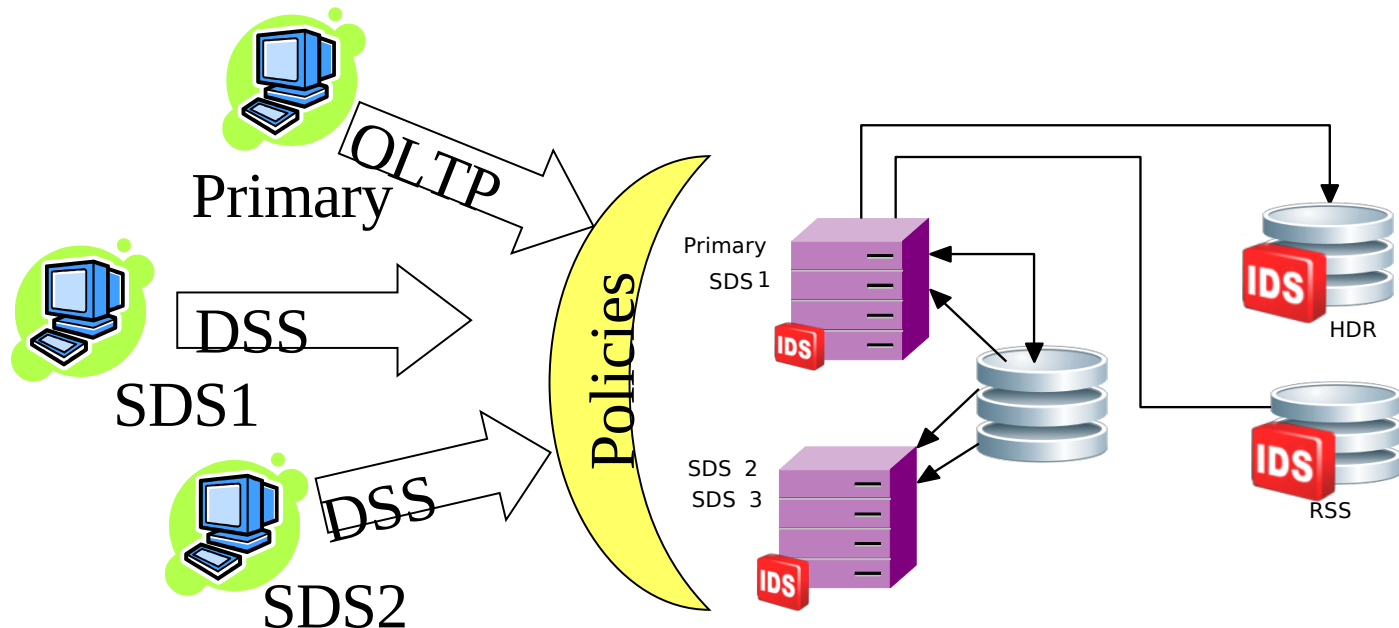 OLTP
Primary
DSS
SDS1
DSS
SDS2
Policies
Primary
SDS 1
IDS
SDS 2
SDS 3
IDS
IDS
HDR
IDS
RSS